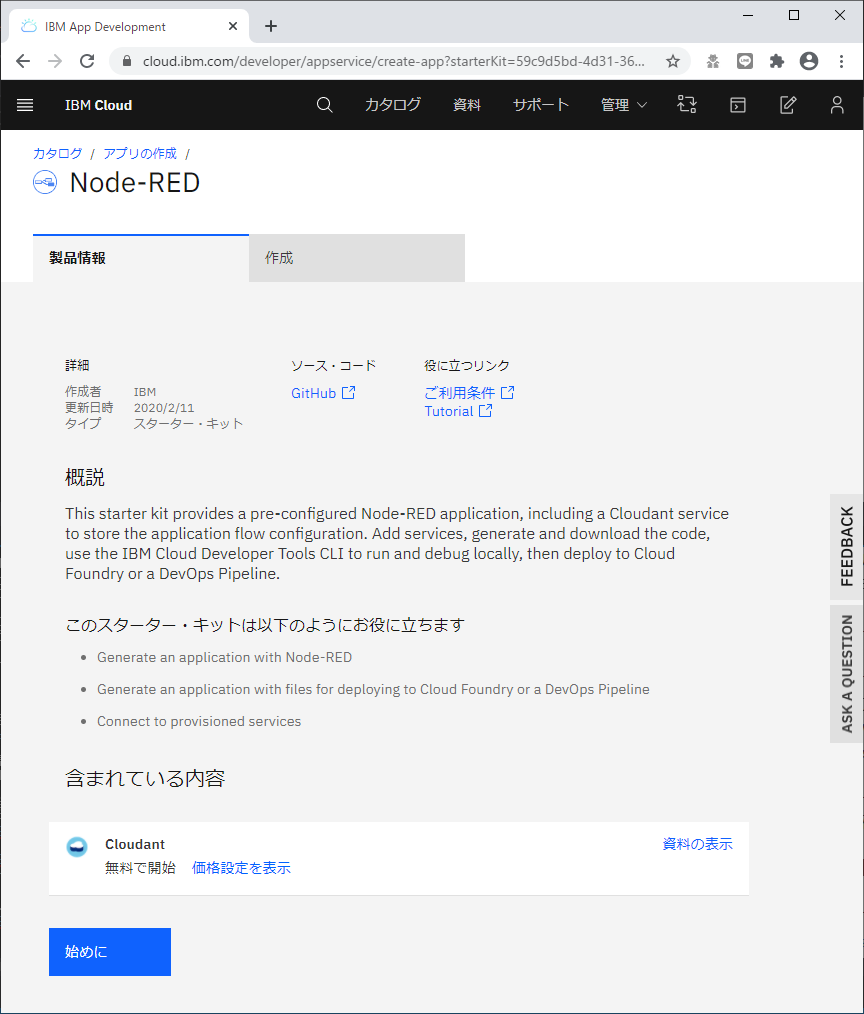 IBM App Development
cloud.ibm.com/developer/appservice/create-app?starterKit=59c9d5bd-4d31-36...
IBM Cloud
カタログ
資料
サポート
管理
カタログ / アプリの作成 /
Node-RED
製品情報
作成
詳細
作成者 IBM
更新日時 2020/2/11
タイプ スターター・キット
ソース・コード
GitHub
役に立つリンク
ご利用条件
Tutorial
概説
This starter kit provides a pre-configured Node-RED application, including a Cloudant service
to store the application flow configuration. Add services, generate and download the code,
use the IBM Cloud Developer Tools CLI to run and debug locally, then deploy to Cloud
Foundry or a DevOps Pipeline.
このスターター・キットは以下のようにお役に立ちます
Generate an application with Node-RED
Generate an application with files for deploying to Cloud Foundry or a DevOps Pipeline
Connect to provisioned services
含まれている内容
Cloudant
資料の表示
無料で開始 価格設定を表示
始めに
FEEDBACK
ASK A QUESTION